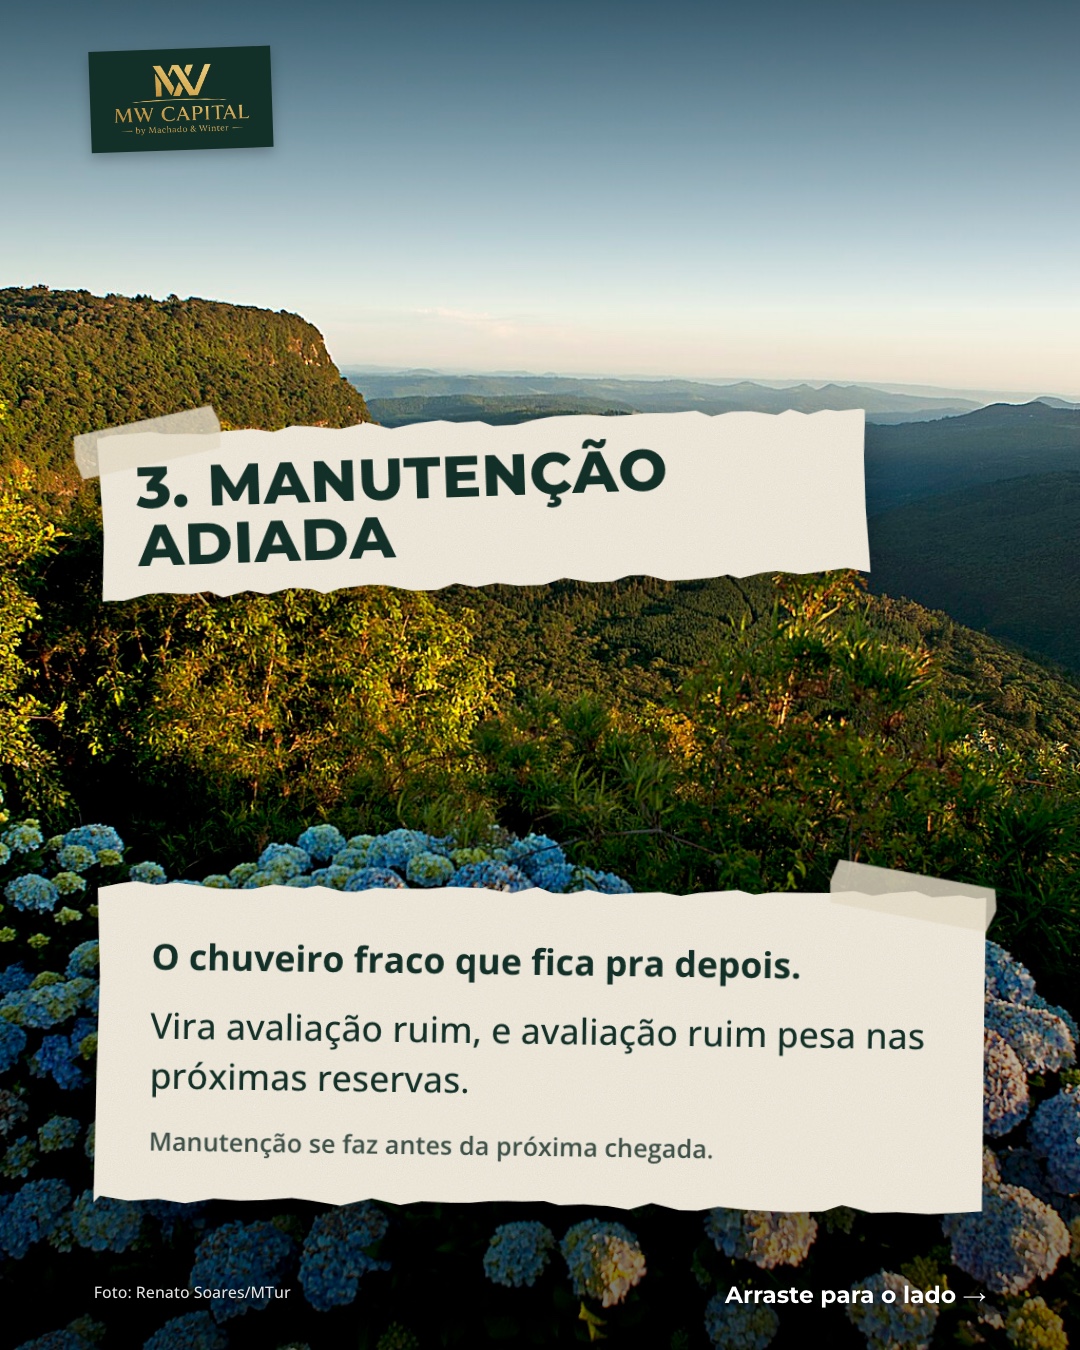 MW CAPITAL
by Machado & Winter
3. MANUTENÇÃO
ADIADA
O chuveiro fraco que fica pra depois.
Vira avaliação ruim, e avaliação ruim pesa nas
próximas reservas.
Manutenção se faz antes da próxima chegada.
Foto: Renato Soares/MTur
Arraste para o lado →